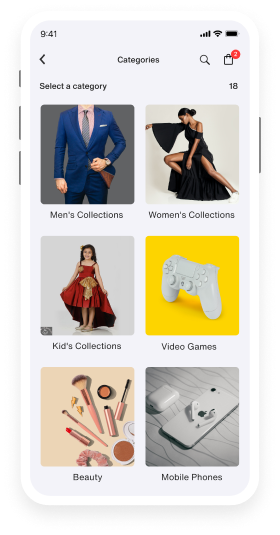 9:41
Categories
2
Select a category 18
Men's Collections Women's Collections
Kid's Collections Video Games
Beauty Mobile Phones